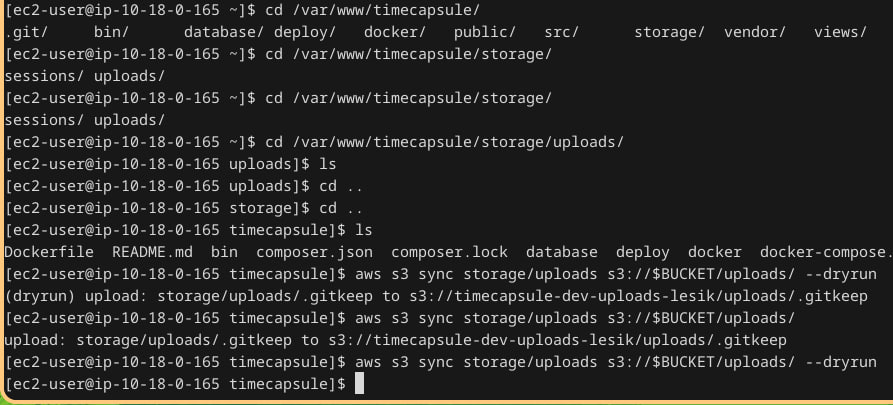 [ec2-user@ip-10-18-0-165 ~]$ cd /var/www/timecapsule/
.git/     bin/      database/ deploy/   docker/   public/   src/      storage/  vendor/   views/
[ec2-user@ip-10-18-0-165 ~]$ cd /var/www/timecapsule/storage/
sessions/ uploads/
[ec2-user@ip-10-18-0-165 ~]$ cd /var/www/timecapsule/storage/
sessions/ uploads/
[ec2-user@ip-10-18-0-165 ~]$ cd /var/www/timecapsule/storage/uploads/
[ec2-user@ip-10-18-0-165 uploads]$ ls
[ec2-user@ip-10-18-0-165 uploads]$ cd ..
[ec2-user@ip-10-18-0-165 storage]$ cd ..
[ec2-user@ip-10-18-0-165 timecapsule]$ ls
Dockerfile  README.md  bin  composer.json  composer.lock  database  deploy  docker  docker-compose.
[ec2-user@ip-10-18-0-165 timecapsule]$ aws s3 sync storage/uploads s3://$BUCKET/uploads/ --dryrun
(dryrun) upload: storage/uploads/.gitkeep to s3://timecapsule-dev-uploads-lesik/uploads/.gitkeep
[ec2-user@ip-10-18-0-165 timecapsule]$ aws s3 sync storage/uploads s3://$BUCKET/uploads/
upload: storage/uploads/.gitkeep to s3://timecapsule-dev-uploads-lesik/uploads/.gitkeep
[ec2-user@ip-10-18-0-165 timecapsule]$ aws s3 sync storage/uploads s3://$BUCKET/uploads/ --dryrun
[ec2-user@ip-10-18-0-165 timecapsule]$